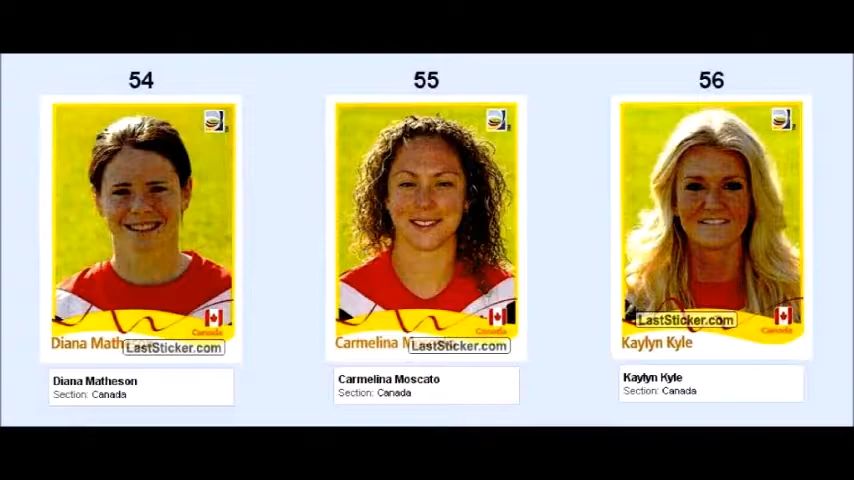 54 55 56
Canada Canada Canada
Diana Math
LastSticker.com
Carmelina M
LastSticker.com
LastSticker.com
Kaylyn Kyle
Diana Matheson
Section: Canada
Carmelina Moscato
Section: Canada
Kaylyn Kyle
Section: Canada